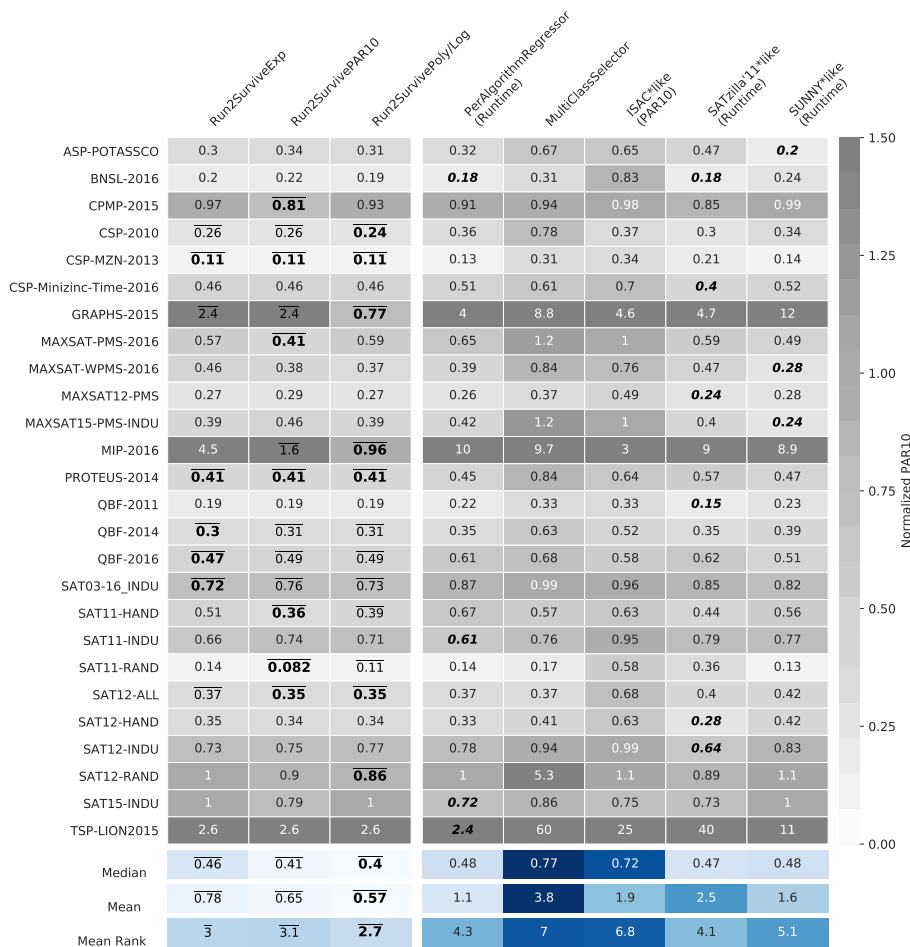 Run2SurviveExp
Run2SurvivePAR10
Run2SurvivePoly/Log
PerAlgorithmRegressor
(Runtime)
MultiClassSelector
ISAC*like
(PAR10)
SATzilla'11*like
(Runtime)
SUNNY*like
(Runtime)
ASP-POTASSCO 0.3 0.34 0.31 0.32 0.67 0.65 0.47 0.2
BNSL-2016 0.2 0.22 0.19 0.18 0.31 0.83 0.18 0.24
CPMP-2015 0.97 0.81 0.93 0.91 0.94 0.98 0.85 0.99
CSP-2010 0.26 0.26 0.24 0.36 0.78 0.37 0.3 0.34
CSP-MZN-2013 0.11 0.11 0.11 0.13 0.31 0.34 0.21 0.14
CSP-Minizinc-Time-2016 0.46 0.46 0.46 0.51 0.61 0.7 0.4 0.52
GRAPHS-2015 2.4 2.4 0.77 4 8.8 4.6 4.7 12
MAXSAT-PMS-2016 0.57 0.41 0.59 0.65 1.2 1 0.59 0.49
MAXSAT-WPMS-2016 0.46 0.38 0.37 0.39 0.84 0.76 0.47 0.28
MAXSAT12-PMS 0.27 0.29 0.27 0.26 0.37 0.49 0.24 0.28
MAXSAT15-PMS-INDU 0.39 0.46 0.39 0.42 1.2 1 0.4 0.24
MIP-2016 4.5 1.6 0.96 10 9.7 3 9 8.9
PROTEUS-2014 0.41 0.41 0.41 0.45 0.84 0.64 0.57 0.47
QBF-2011 0.19 0.19 0.19 0.22 0.33 0.33 0.15 0.23
QBF-2014 0.3 0.31 0.31 0.35 0.63 0.52 0.35 0.39
QBF-2016 0.47 0.49 0.49 0.61 0.68 0.58 0.62 0.51
SAT03-16_INDU 0.72 0.76 0.73 0.87 0.99 0.96 0.85 0.82
SAT11-HAND 0.51 0.36 0.39 0.67 0.57 0.63 0.44 0.56
SAT11-INDU 0.66 0.74 0.71 0.61 0.76 0.95 0.79 0.77
SAT11-RAND 0.14 0.082 0.11 0.14 0.17 0.58 0.36 0.13
SAT12-ALL 0.37 0.35 0.35 0.37 0.37 0.68 0.4 0.42
SAT12-HAND 0.35 0.34 0.34 0.33 0.41 0.63 0.28 0.42
SAT12-INDU 0.73 0.75 0.77 0.78 0.94 0.99 0.64 0.83
SAT12-RAND 1 0.9 0.86 1 5.3 1.1 0.89 1.1
SAT15-INDU 1 0.79 1 0.72 0.86 0.75 0.73 1
TSP-LION2015 2.6 2.6 2.6 2.4 60 25 40 11
Median 0.46 0.41 0.4 0.48 0.77 0.72 0.47 0.48
Mean 0.78 0.65 0.57 1.1 3.8 1.9 2.5 1.6
Mean Rank 3 3.1 2.7 4.3 7 6.8 4.1 5.1
1.50
1.25
1.00
0.75
0.50
0.25
0.00
Normalized PAR10